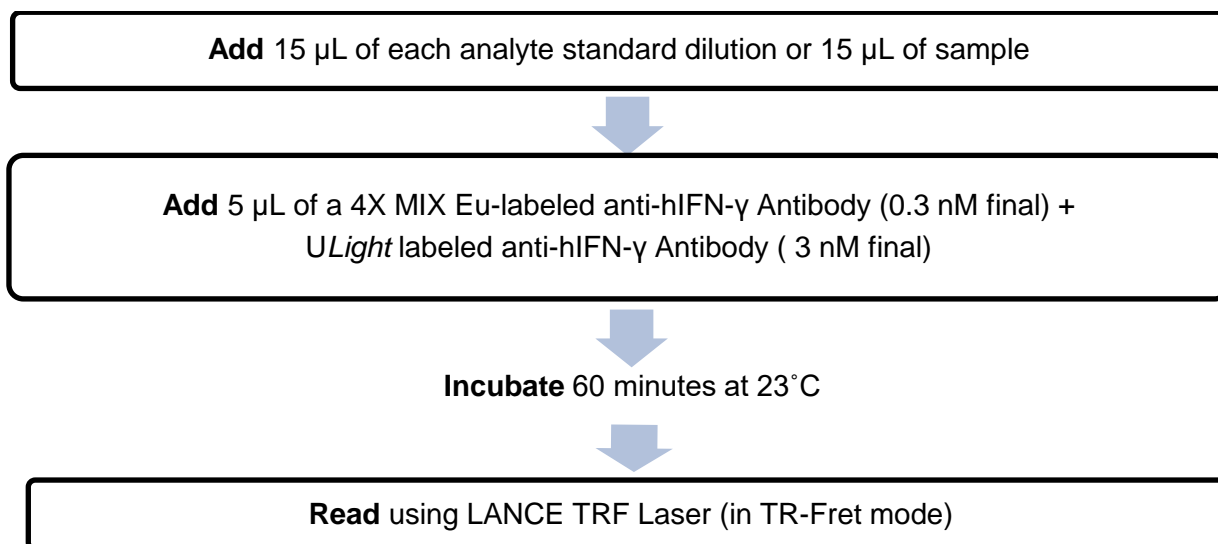 Add 15 µL of each analyte standard dilution or 15 µL of sample
Add 5 µL of a 4X MIX Eu-labeled anti-hIFN-γ Antibody (0.3 nM final) +
ULight labeled anti-hIFN-γ Antibody ( 3 nM final)
Incubate 60 minutes at 23˚C
Read using LANCE TRF Laser (in TR-Fret mode)